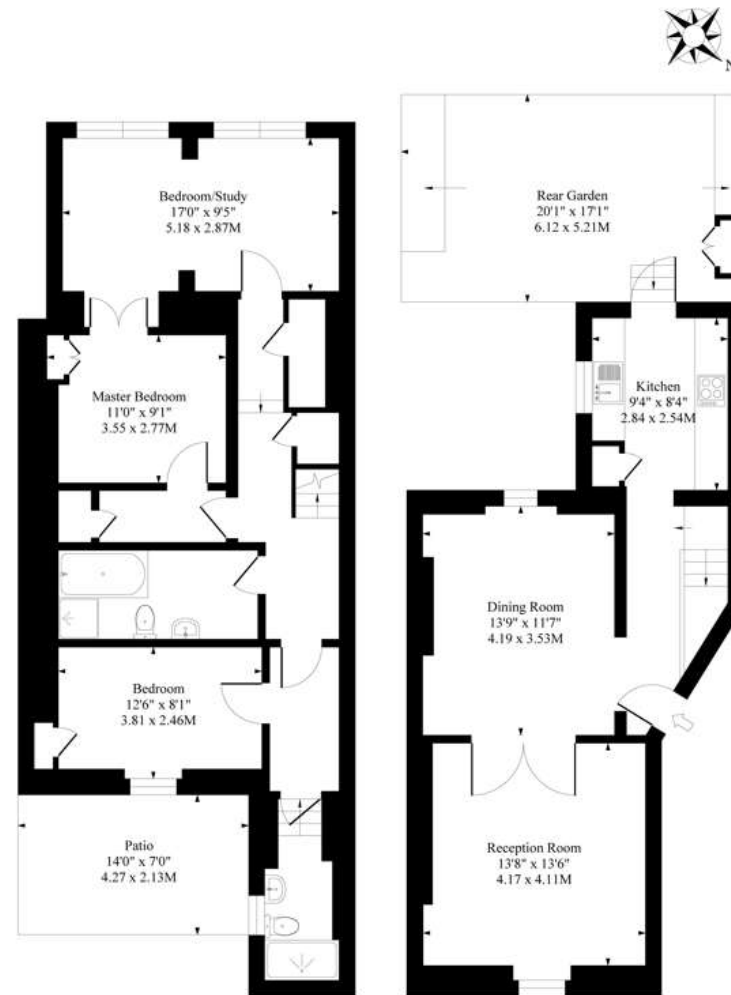 N
Bedroom/Study
17'0" x 9'5"
5.18 x 2.87M
Master Bedroom
11'0" x 9'1"
3.55 x 2.77M
Bedroom
12'6" x 8'1"
3.81 x 2.46M
Patio
14'0" x 7'0"
4.27 x 2.13M
Rear Garden
20'1" x 17'1"
6.12 x 5.21M
Kitchen
9'4" x 8'4"
2.84 x 2.54M
Dining Room
13'9" x 11'7"
4.19 x 3.53M
Reception Room
13'8" x 13'6"
4.17 x 4.11M